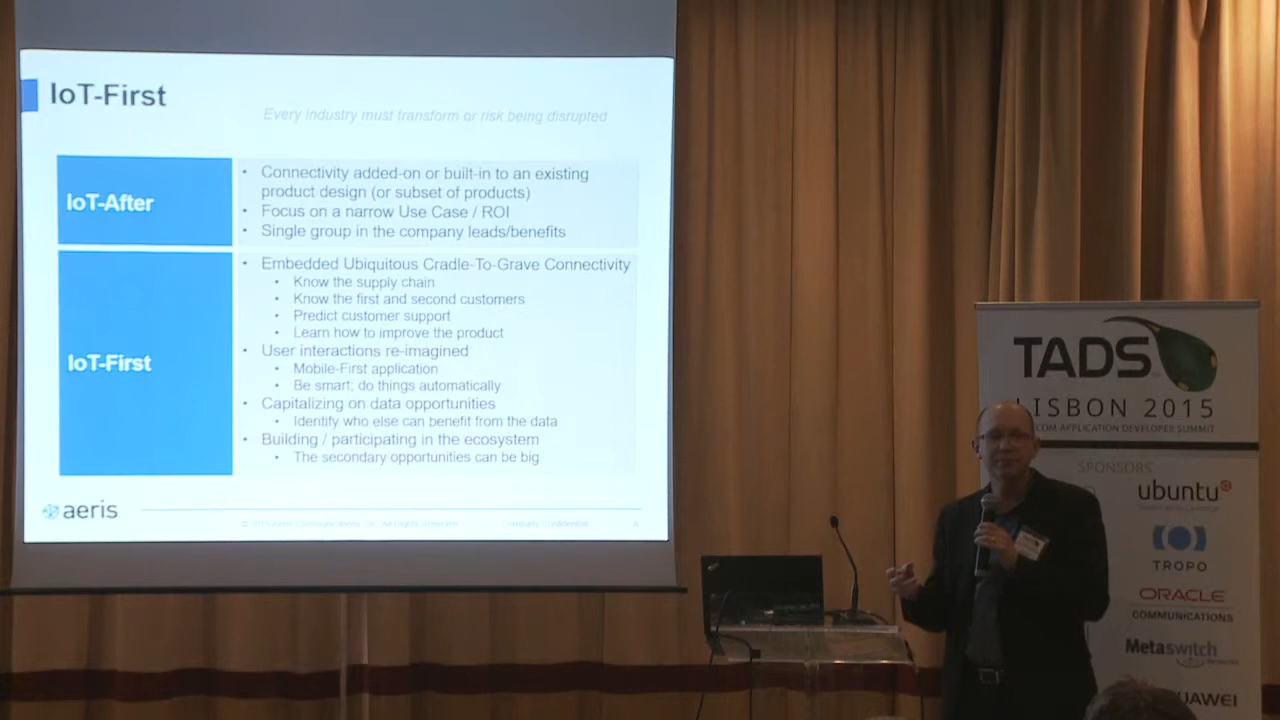 IoT-First
Every industry must transform or risk being disrupted
IoT-After
• Connectivity added-on or built-in to an existing
product design (or subset of products)
• Focus on a narrow Use Case / ROI
• Single group in the company leads/benefits
IoT-First
• Embedded Ubiquitous Cradle-To-Grave Connectivity
• Know the supply chain
• Know the first and second customers
• Predict customer support
• Learn how to improve the product
• User interactions re-imagined
• Mobile-First application
• Be smart; do things automatically
• Capitalizing on data opportunities
• Identify who else can benefit from the data
• Building / participating in the ecosystem
• The secondary opportunities can be big
aeris
TADS
LISBON 2015
COM APPLICATION DEVELOPER SUMMIT
SPONSORS
ubuntu
TROPO
ORACLE
COMMUNICATIONS
Metaswitch
UAWEI